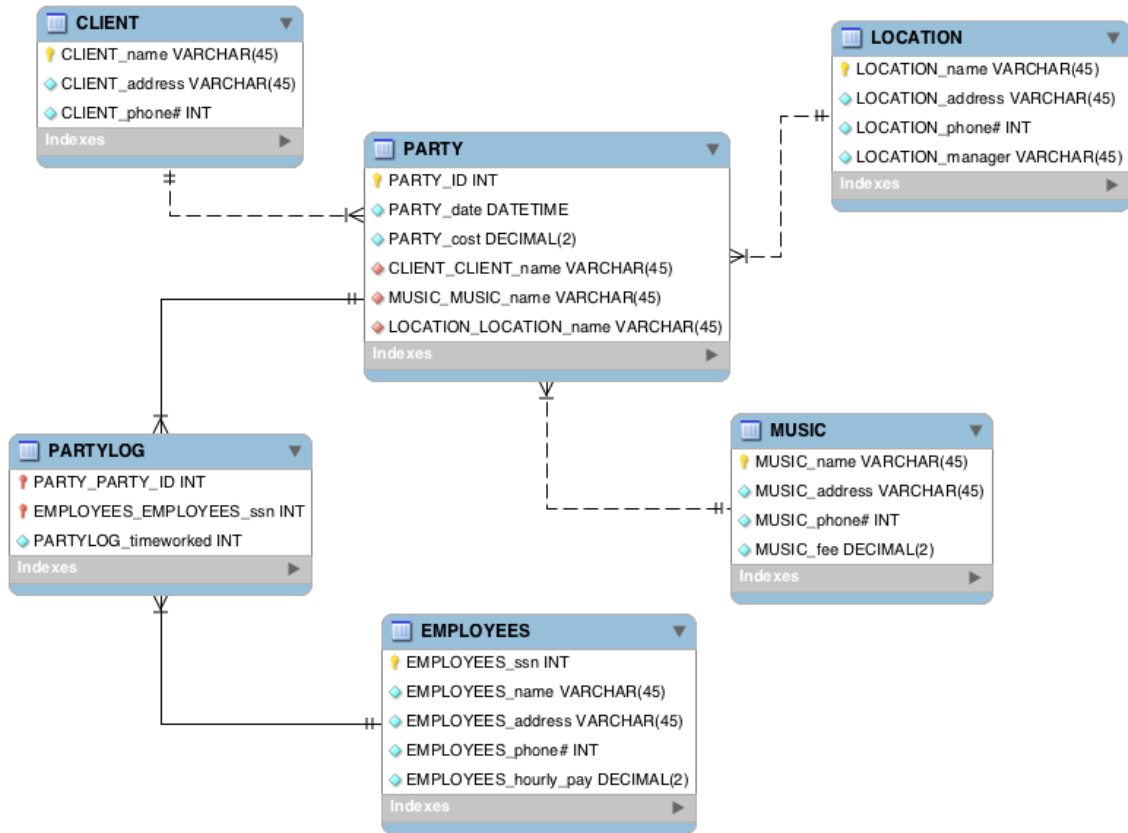 CLIENT
CLIENT_name VARCHAR(45)
CLIENT_address VARCHAR(45)
CLIENT_phone# INT
Indexes
LOCATION
LOCATION_name VARCHAR(45)
LOCATION_address VARCHAR(45)
LOCATION_phone# INT
LOCATION_manager VARCHAR(45)
Indexes
PARTY
PARTY_ID INT
PARTY_date DATETIME
PARTY_cost DECIMAL(2)
CLIENT_CLIENT_name VARCHAR(45)
MUSIC_MUSIC_name VARCHAR(45)
LOCATION_LOCATION_name VARCHAR(45)
Indexes
PARTYLOG
PARTY_PARTY_ID INT
EMPLOYEES_EMPLOYEES_ssn INT
PARTYLOG_timeworked INT
Indexes
MUSIC
MUSIC_name VARCHAR(45)
MUSIC_address VARCHAR(45)
MUSIC_phone# INT
MUSIC_fee DECIMAL(2)
Indexes
EMPLOYEES
EMPLOYEES_ssn INT
EMPLOYEES_name VARCHAR(45)
EMPLOYEES_address VARCHAR(45)
EMPLOYEES_phone# INT
EMPLOYEES_hourly_pay DECIMAL(2)
Indexes